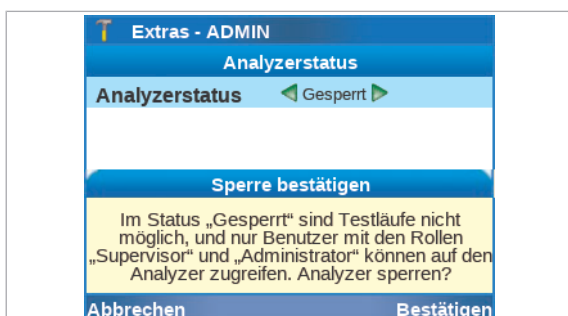 Extras - ADMIN
Analyzerstatus
Analyzerstatus Gesperrt
Sperre bestätigen
Im Status „Gesperrt“ sind Testläufe nicht
möglich, und nur Benutzer mit den Rollen
„Supervisor“ und „Administrator“ können auf den
Analyzer zugreifen. Analyzer sperren?
Abbrechen Bestätigen